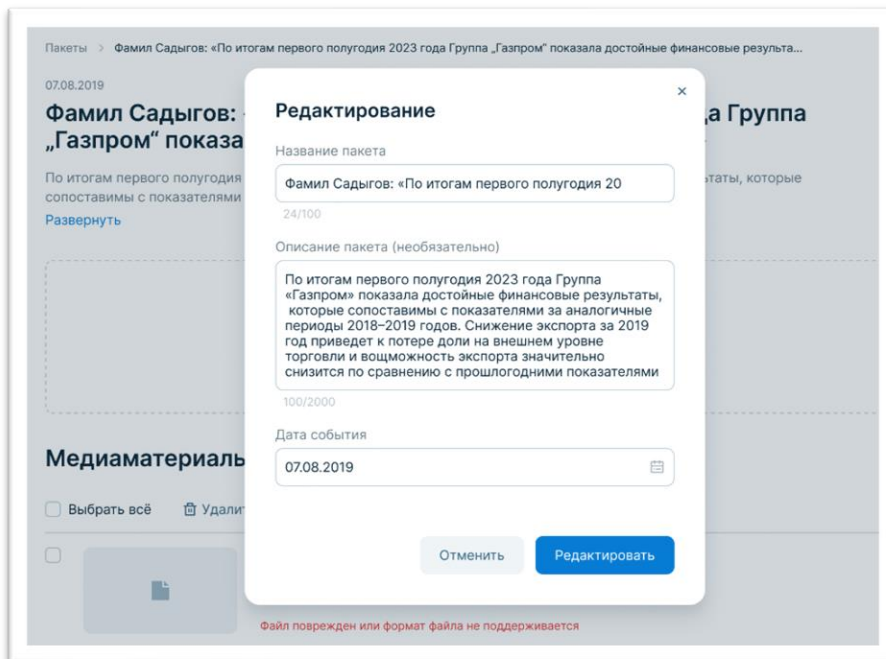 Пакеты > Фамил Садыгов: «По итогам первого полугодия 2023 года Группа „Газпром“ показала достойные финансовые результа...
07.08.2019
Фамил Садыгов:
а Группа
„Газпром“ показа
По итогам первого полугодия
таты, которые
сопоставимы с показателями
Развернуть
Редактирование
Название пакета
Фамил Садыгов: «По итогам первого полугодия 20
24/100
Описание пакета (необязательно)
По итогам первого полугодия 2023 года Группа
«Газпром» показала достойные финансовые результаты,
которые сопоставимы с показателями за аналогичные
периоды 2018–2019 годов. Снижение экспорта за 2019
год приведет к потере доли на внешнем уровне
торговли и вощможность экспорта значительно
снизится по сравнению с прошлогодними показателями
100/2000
Дата события
07.08.2019
Отменить
Редактировать
Медиаматериаль
Выбрать всё
Удали
Файл поврежден или формат файла не поддерживается